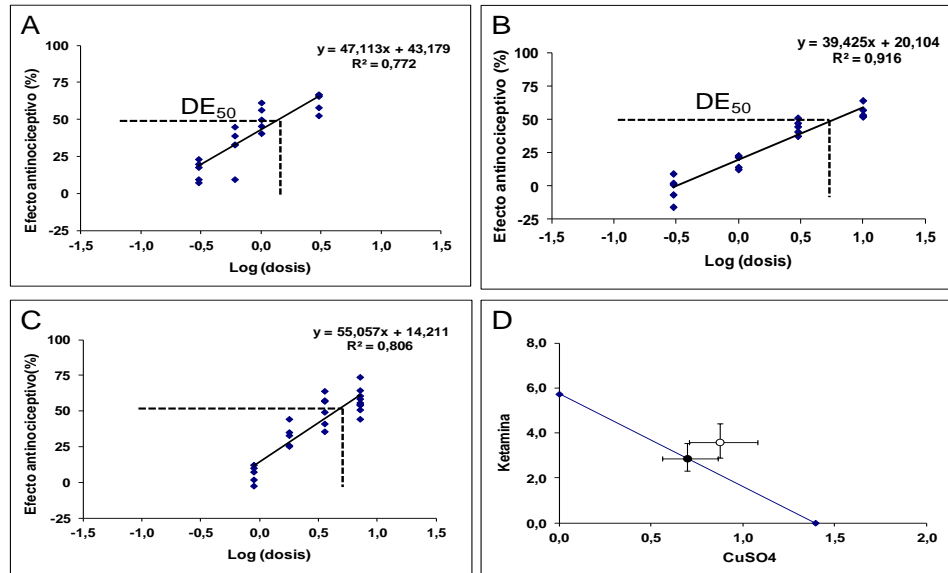 A
y = 47,113x + 43,179
R² = 0,772
Efecto antinociceptivo (%)
100
75
50
25
0
-25
DE50
-1,5 -1,0 -0,5 0,0 0,5 1,0 1,5
Log (dosis)
B
y = 39,425x + 20,104
R² = 0,916
Efecto antinociceptivo (%)
100
75
50
25
0
-25
DE50
-1,5 -1,0 -0,5 0,0 0,5 1,0 1,5
Log (dosis)
C
y = 55,057x + 14,211
R² = 0,806
Efecto antinociceptivo(%)
100
75
50
25
0
-25
-1,5 -1,0 -0,5 0,0 0,5 1,0 1,5
Log (dosis)
D
Ketamina
8,0
6,0
4,0
2,0
0,0
0,0 0,5 1,0 1,5 2,0
CuSO4